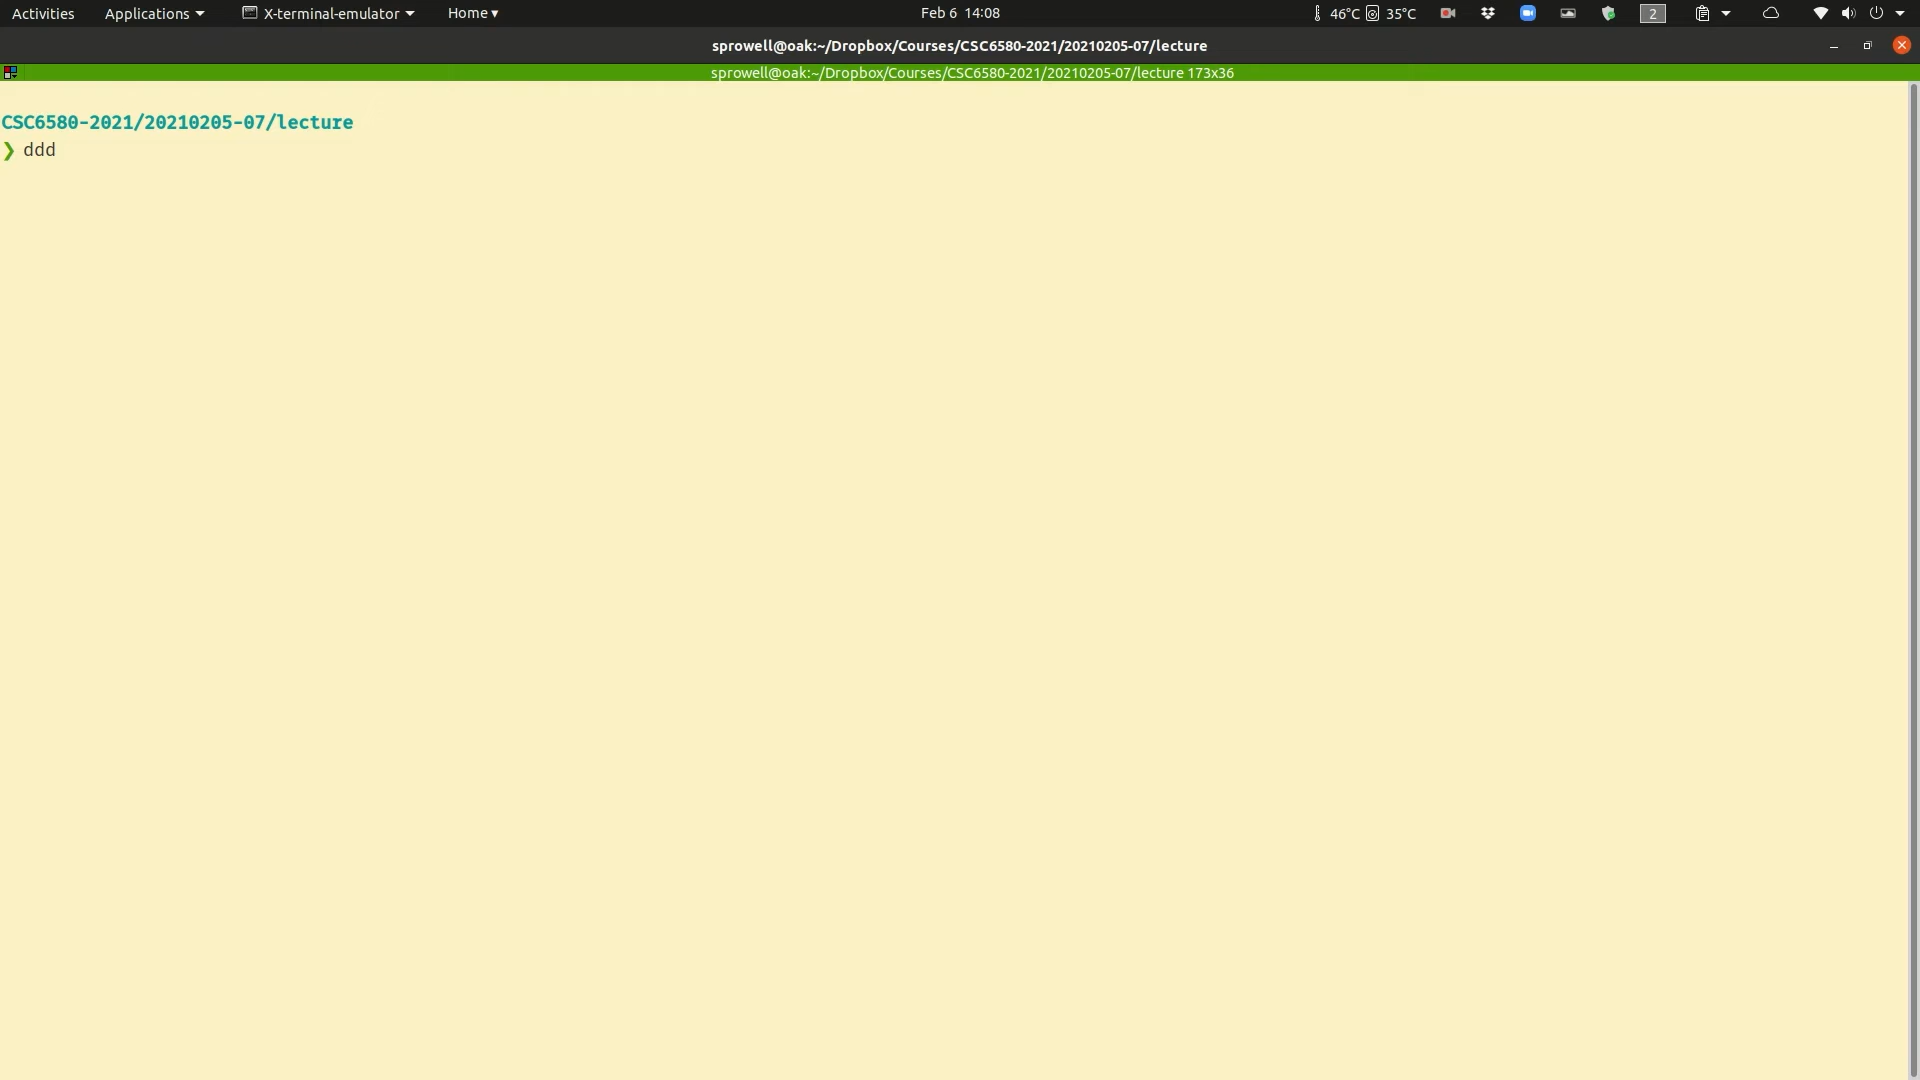 Activities Applications ▾ X-terminal-emulator ▾ Home ▾ Feb 6 14:08 46°C 35°C 2
sprowell@oak:~/Dropbox/Courses/CSC6580-2021/20210205-07/lecture
sprowell@oak:~/Dropbox/Courses/CSC6580-2021/20210205-07/lecture 173x36
CSC6580-2021/20210205-07/lecture
❯ ddd